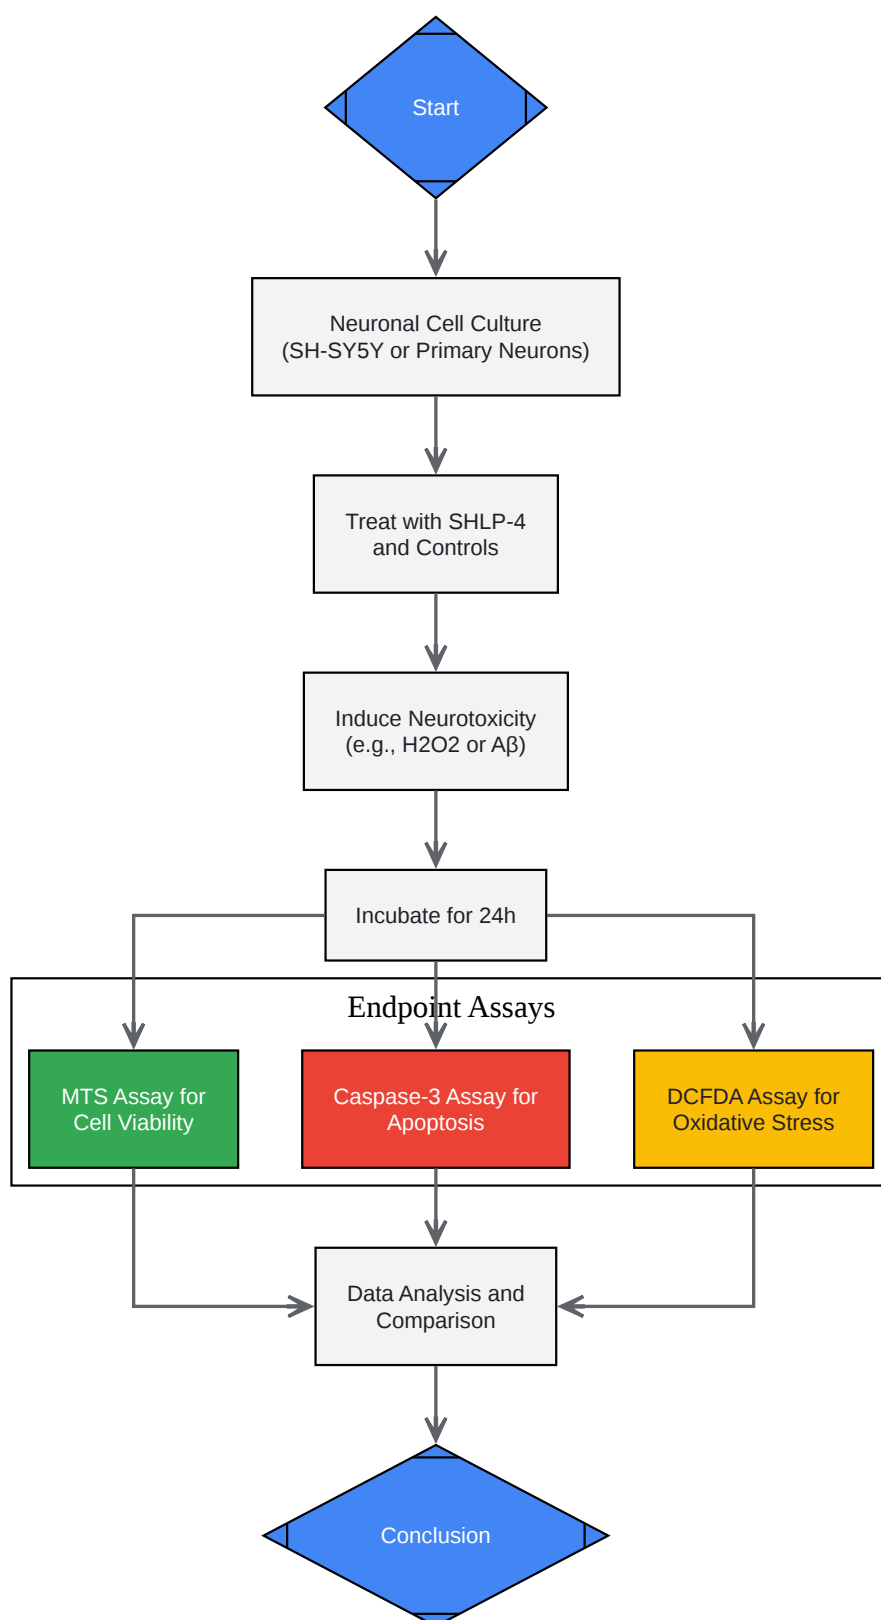 Start
Neuronal Cell Culture
(SH-SY5Y or Primary Neurons)
Treat with SHLP-4
and Controls
Induce Neurotoxicity
(e.g., H2O2 or Aβ)
Incubate for 24h
Endpoint Assays
MTS Assay for
Cell Viability
Caspase-3 Assay for
Apoptosis
DCFDA Assay for
Oxidative Stress
Data Analysis and
Comparison
Conclusion